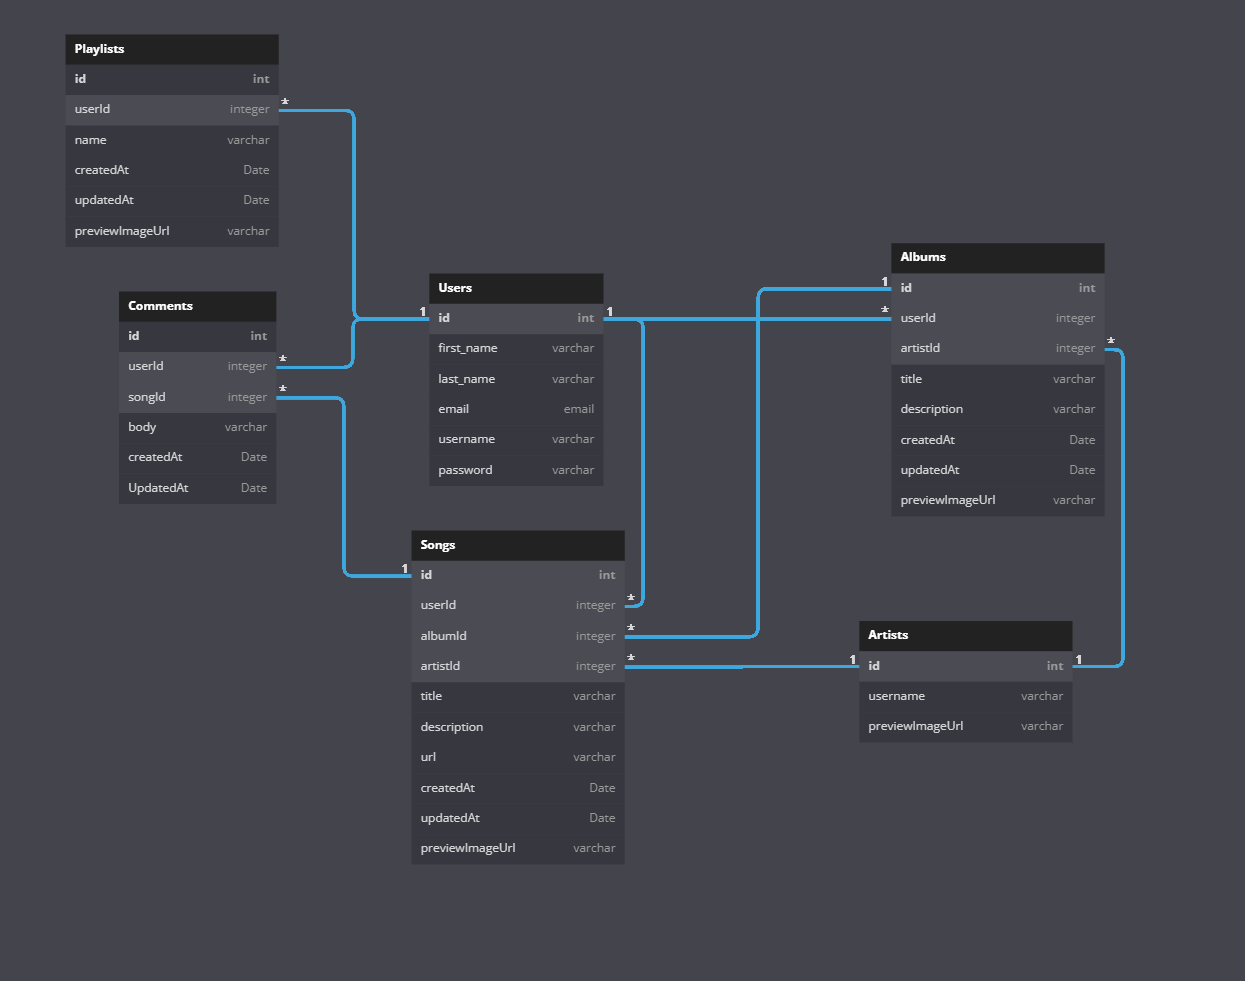 Playlists
id int
userId integer *
name varchar
createdAt Date
updatedAt Date
previewImageUrl varchar
Comments
id int
userId integer *
songId integer *
body varchar
createdAt Date
UpdatedAt Date
Users
1 id int 1
first_name varchar
last_name varchar
email email
username varchar
password varchar
Songs
1 id int
userId integer *
albumId integer *
artistId integer *
title varchar
description varchar
url varchar
createdAt Date
updatedAt Date
previewImageUrl varchar
Albums
1 id int
* userId integer
artistId integer *
title varchar
description varchar
createdAt Date
updatedAt Date
previewImageUrl varchar
Artists
1 id int 1
username varchar
previewImageUrl varchar